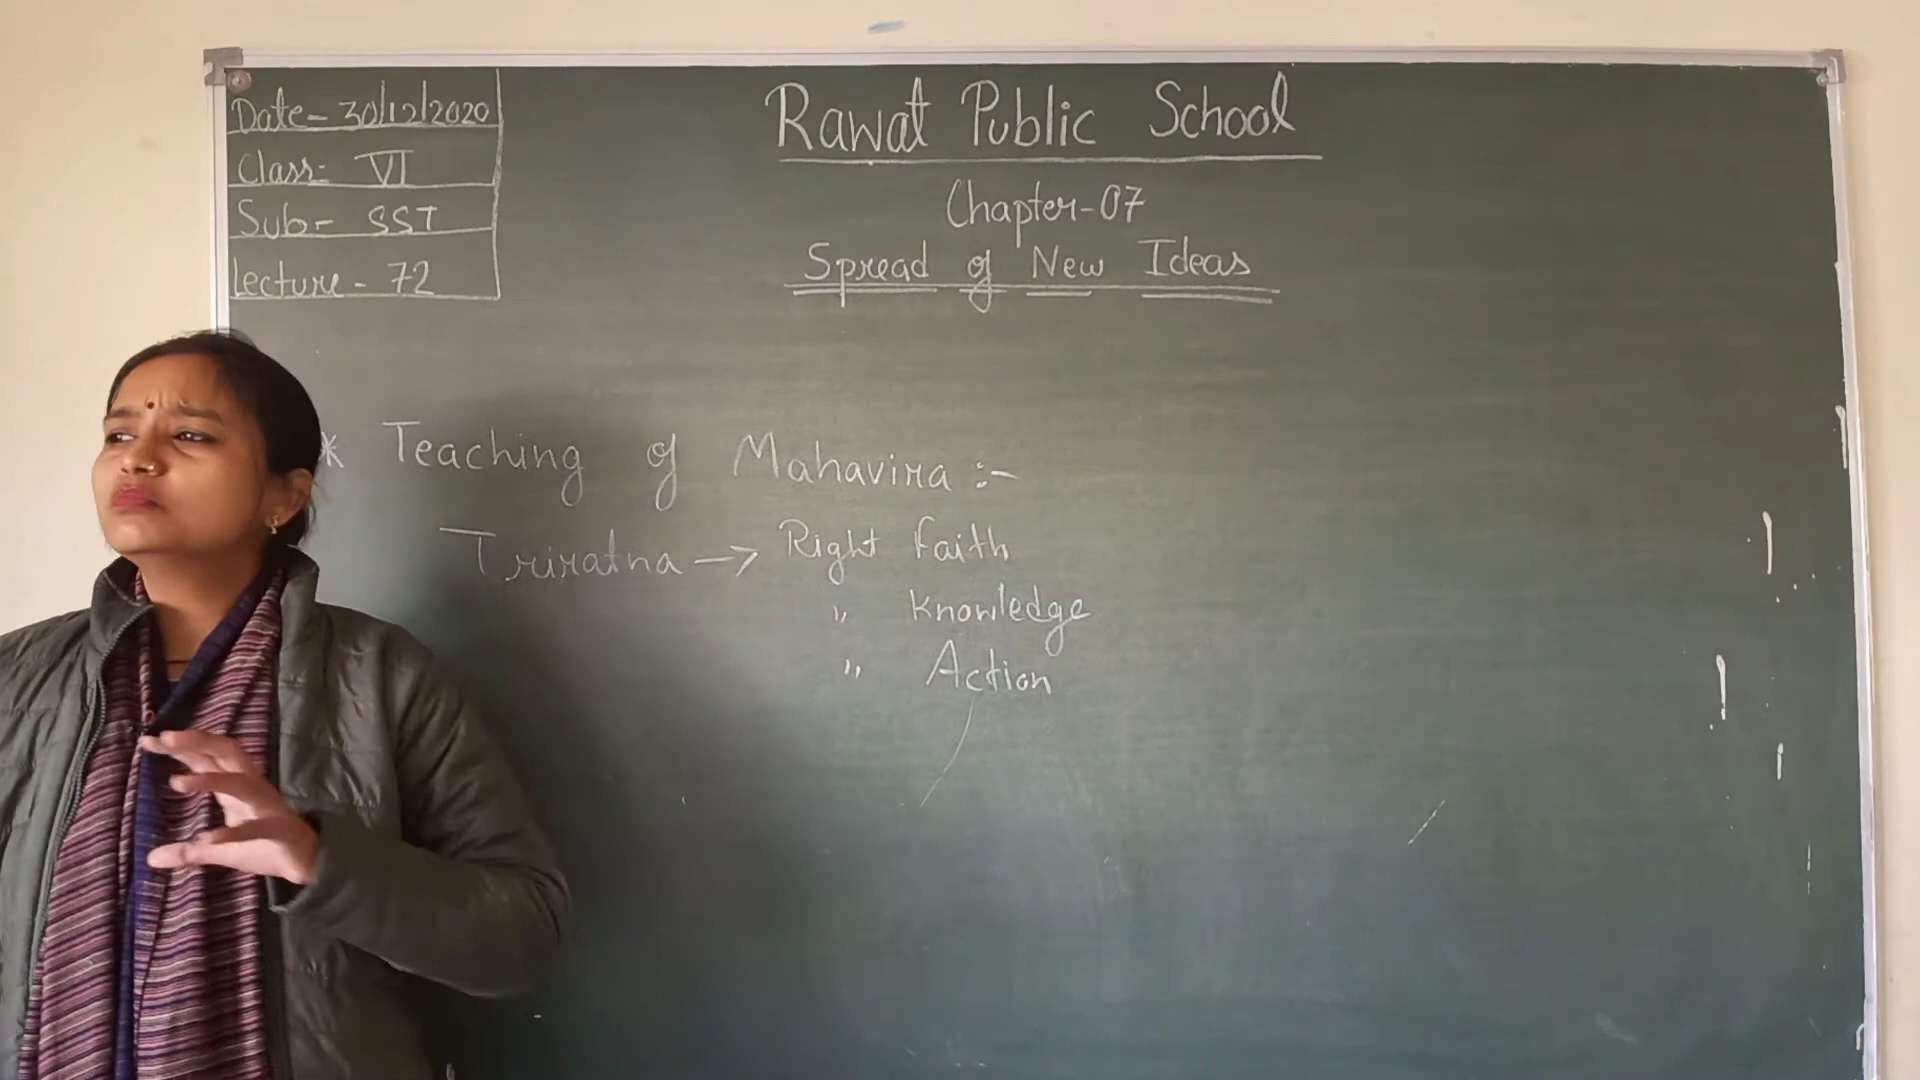 Date- 30/12/2020
Class:- VI
Sub:- SST
Lecture - 72
Rawat Public School
Chapter-07
Spread of New Ideas
* Teaching of Mahavira :-
Triratna → Right Faith
" Knowledge
" Action